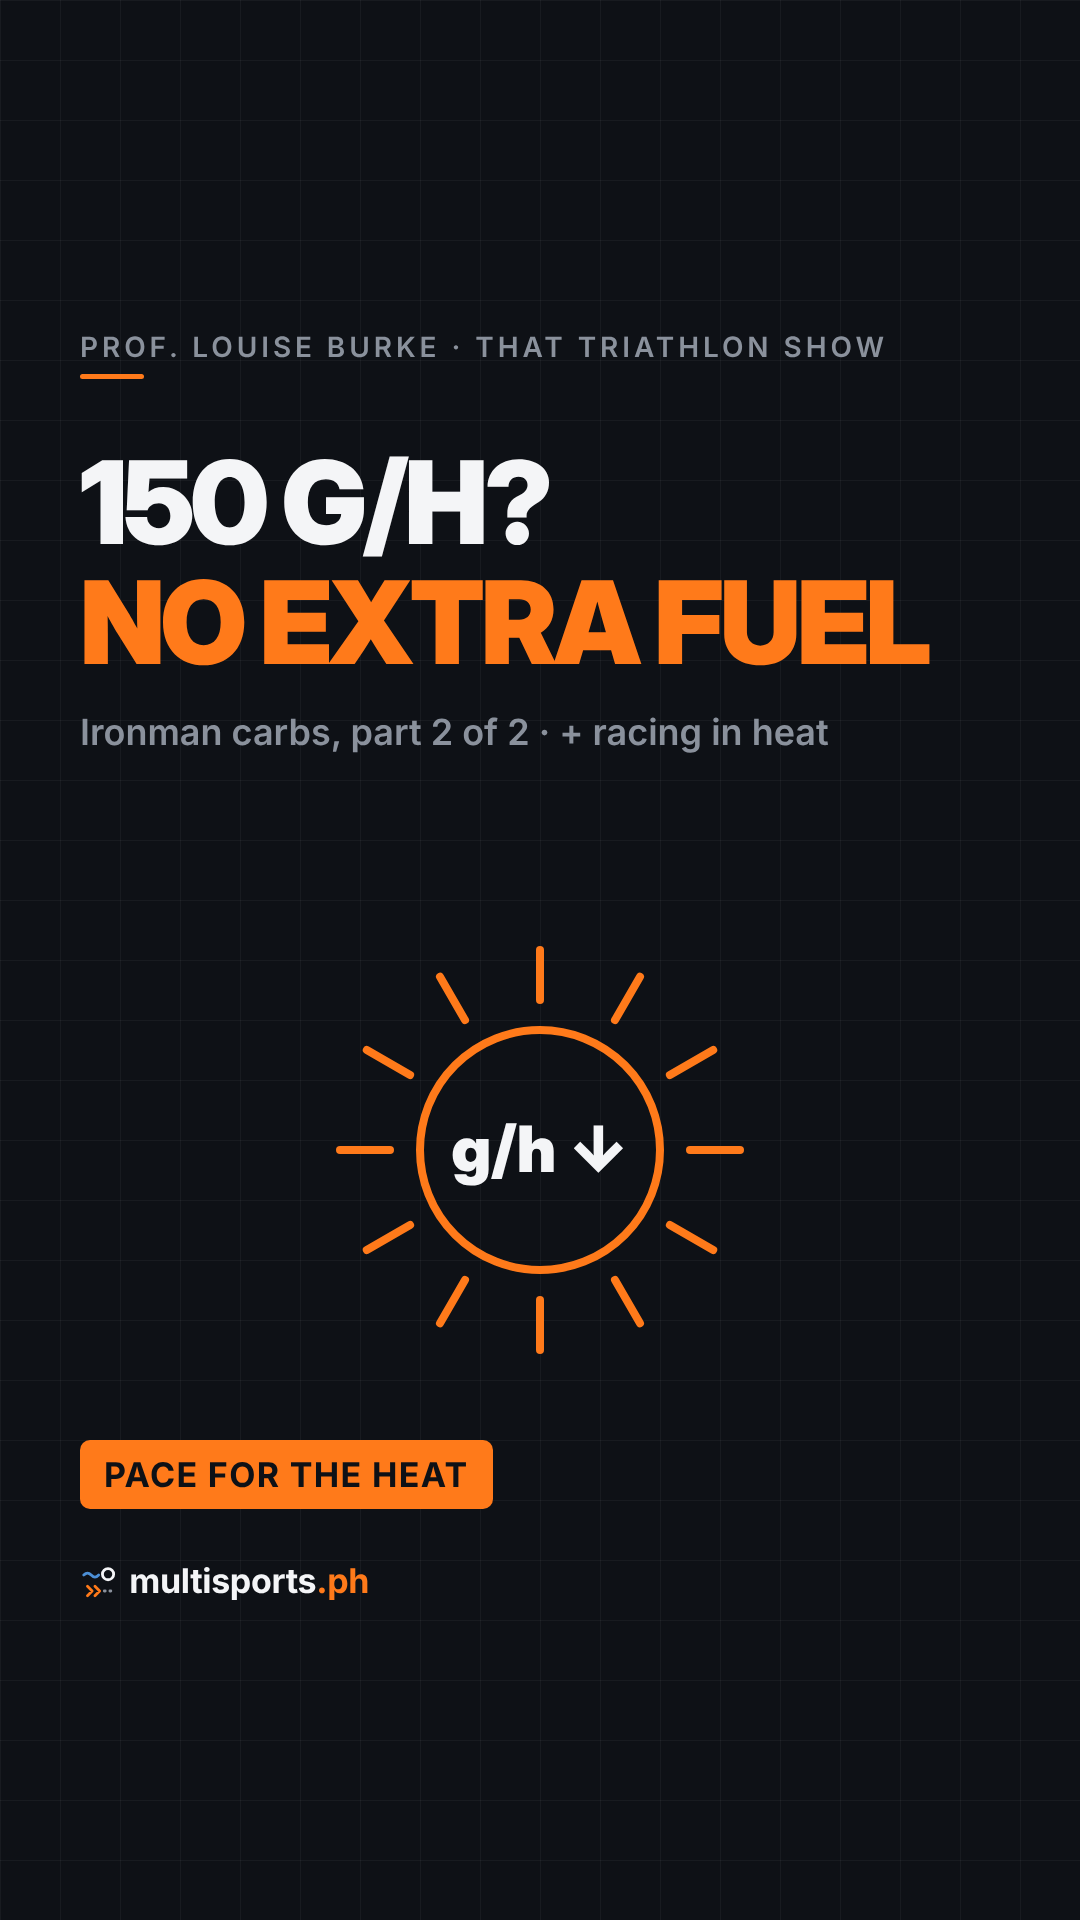 PROF. LOUISE BURKE · THAT TRIATHLON SHOW
150 G/H?
NO EXTRA FUEL
Ironman carbs, part 2 of 2 · + racing in heat
g/h ↓
PACE FOR THE HEAT
multisports.ph